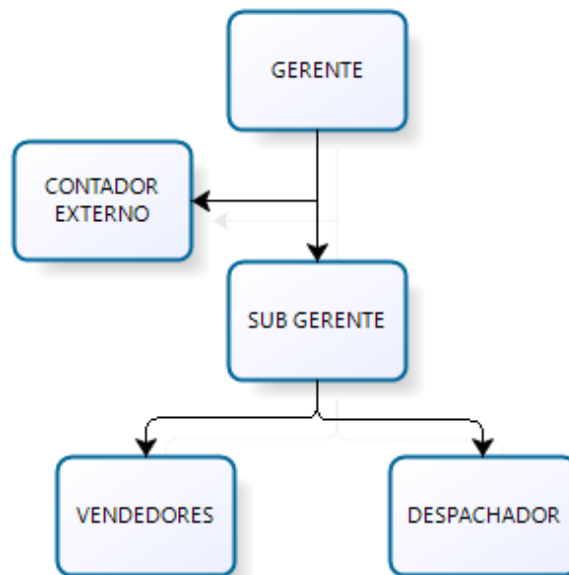 GERENTE
CONTADOR
EXTERNO
SUB GERENTE
VENDEDORES
DESPACHADOR